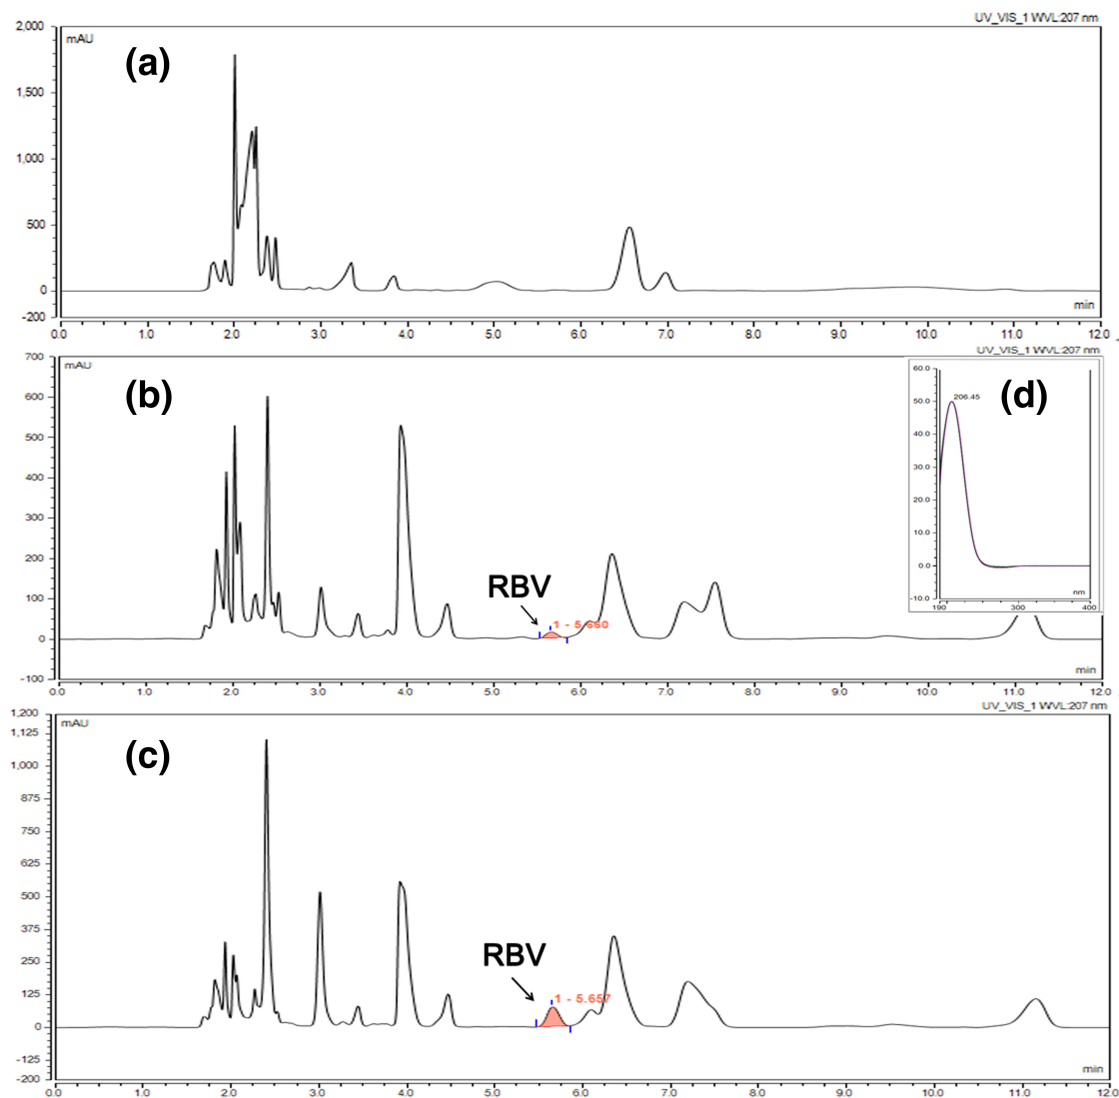 UV_VIS_1 WVL:207 nm
2,000
mAU
(a)
1,500
1,000
500
0
-200
min
0.0 1.0 2.0 3.0 4.0 5.0 6.0 7.0 8.0 9.0 10.0 11.0 12.0
UV_VIS_1 WVL:207 nm
700
mAU
(b)
600
500
400
300
200
100
0
-100
RBV
1 - 5.660
min
0.0 1.0 2.0 3.0 4.0 5.0 6.0 7.0 8.0 9.0 10.0 11.0 12.0
(d)
60.0
206.45
50.0
40.0
30.0
20.0
10.0
0.0
-10.0
nm
190 300 400
UV_VIS_1 WVL:207 nm
1,200
mAU
(c)
1,125
1,000
875
750
625
500
375
250
125
0
-125
-200
RBV
1 - 5.657
min
0.0 1.0 2.0 3.0 4.0 5.0 6.0 7.0 8.0 9.0 10.0 11.0 12.0